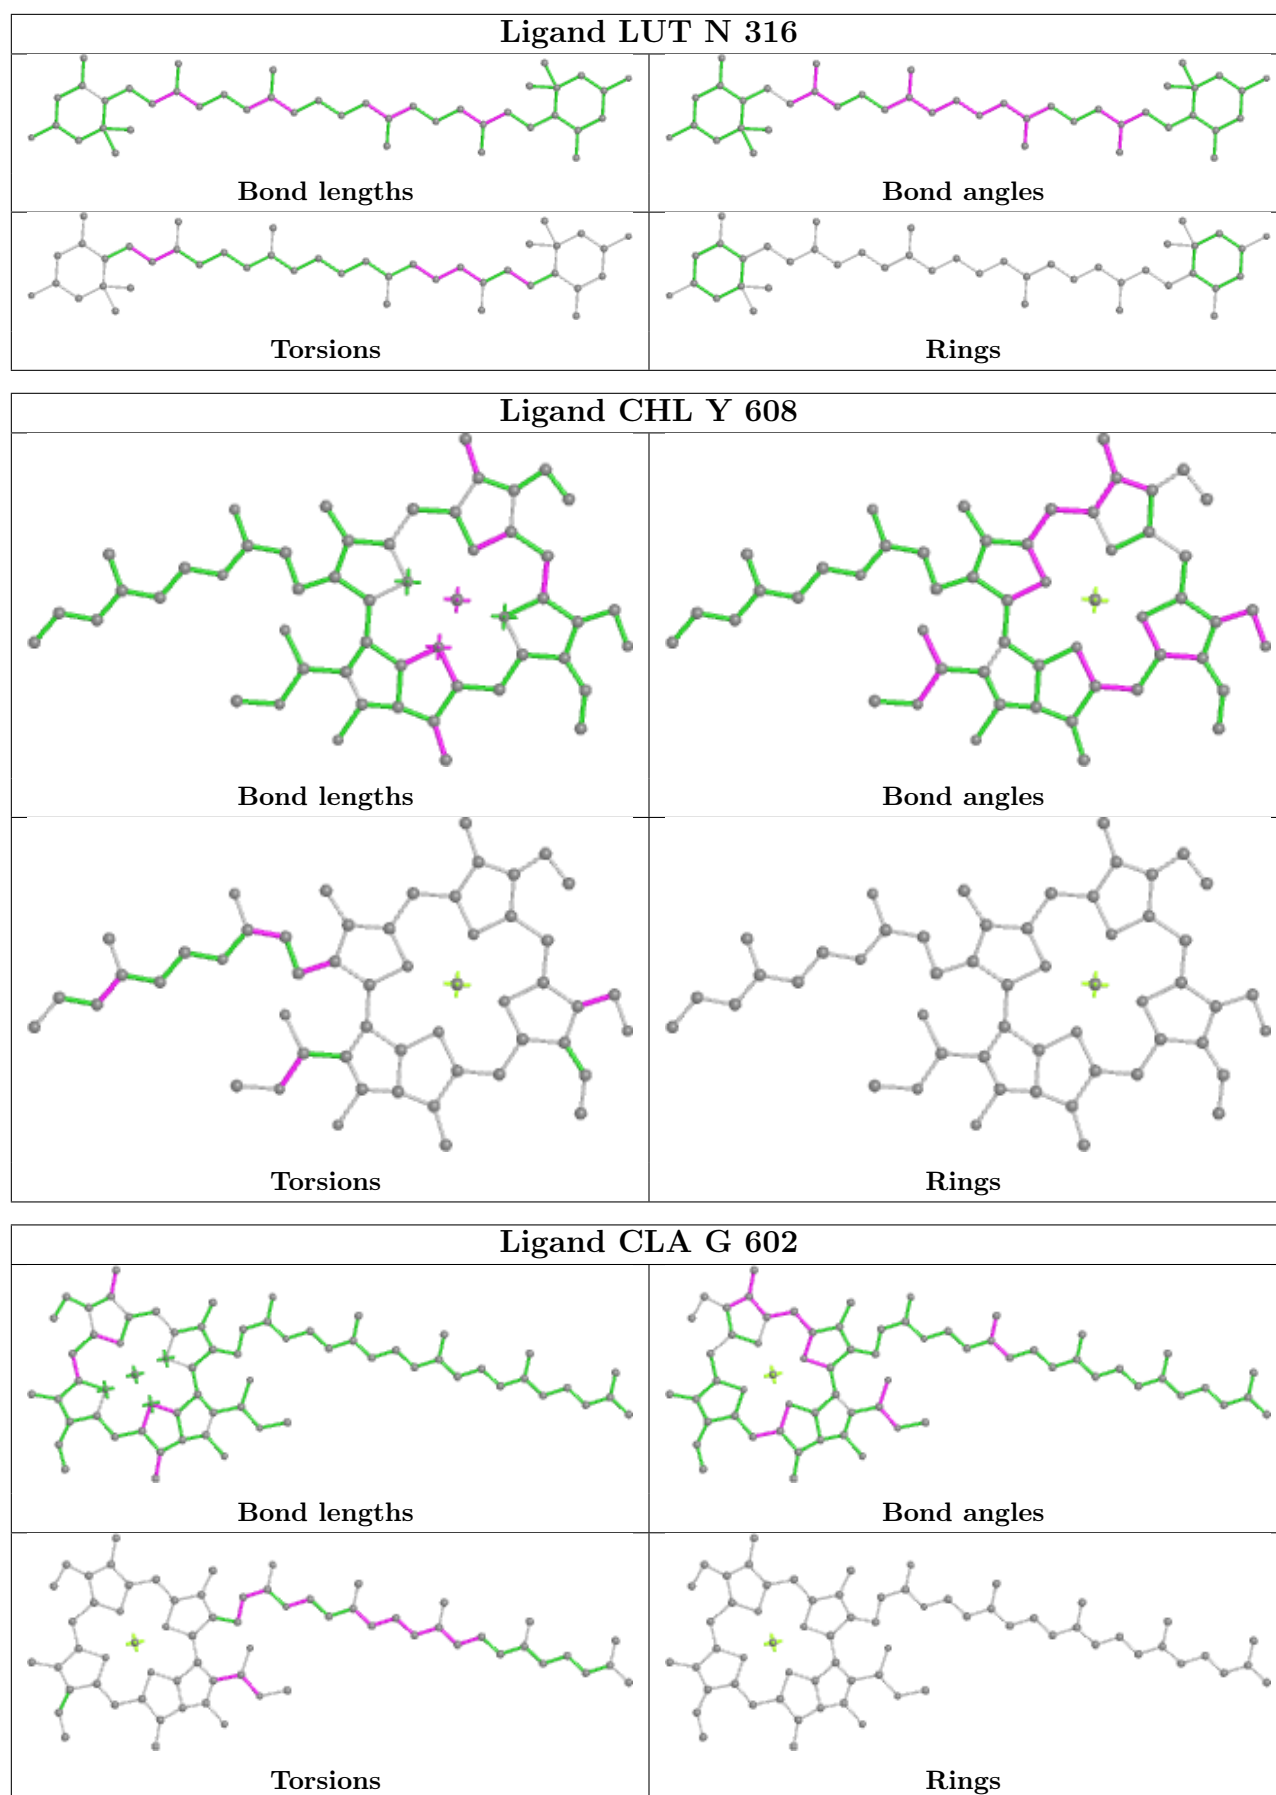 Ligand LUT N 316
Bond lengths
Bond angles
Torsions
Rings
Ligand CHL Y 608
Bond lengths
Bond angles
Torsions
Rings
Ligand CLA G 602
Bond lengths
Bond angles
Torsions
Rings